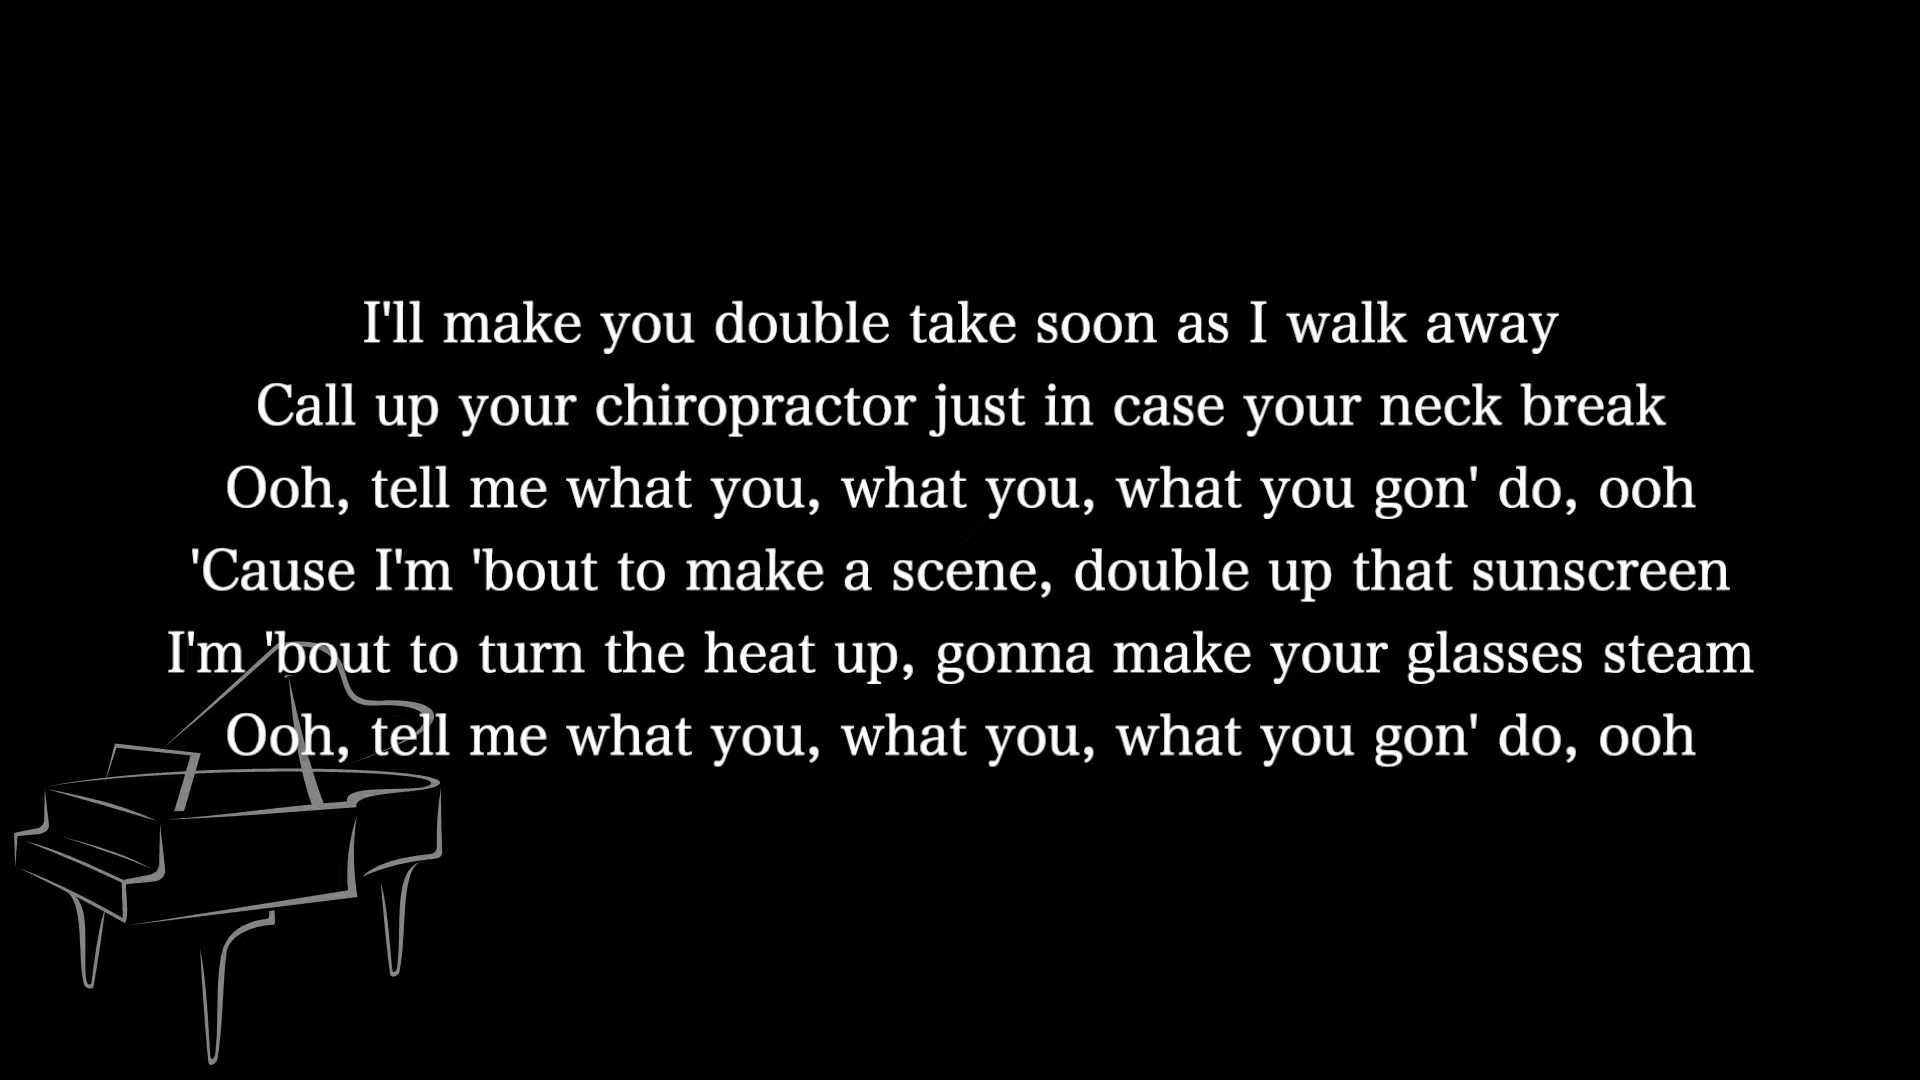 I'll make you double take soon as I walk away
Call up your chiropractor just in case your neck break
Ooh, tell me what you, what you, what you gon' do, ooh
'Cause I'm 'bout to make a scene, double up that sunscreen
I'm 'bout to turn the heat up, gonna make your glasses steam
Ooh, tell me what you, what you, what you gon' do, ooh